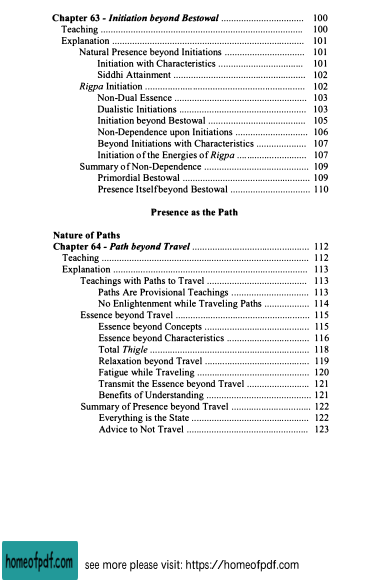 Chapter 63 - Initiation beyond Bestowal ................................. 100
Teaching ................................................................................ 100
Explanation ............................................................................ 101
Natural Presence beyond Initiations ................................ 101
Initiation with Characteristics .................................. 101
Siddhi Attainment ..................................................... 102
Rigpa Initiation ................................................................ 102
Non-Dual Essence ..................................................... 103
Dualistic Initiations ................................................... 103
Initiation beyond Bestowal ....................................... 105
Non-Dependence upon Initiations ............................. 106
Beyond Initiations with Characteristics .................... 107
Initiation of the Energies of Rigpa ............................ 107
Summary of Non-Dependence ......................................... 109
Primordial Bestowal ................................................... 109
Presence Itself beyond Bestowal ................................ 110
Presence as the Path
Nature of Paths
Chapter 64 - Path beyond Travel ............................................... 112
Teaching ................................................................................... 112
Explanation .............................................................................. 113
Teachings with Paths to Travel ........................................ 113
Paths Are Provisional Teachings ............................... 113
No Enlightenment while Traveling Paths .................. 114
Essence beyond Travel ..................................................... 115
Essence beyond Concepts .......................................... 115
Essence beyond Characteristics ................................. 116
Total Thigle ................................................................ 118
Relaxation beyond Travel .......................................... 119
Fatigue while Traveling ............................................. 120
Transmit the Essence beyond Travel ......................... 121
Benefits of Understanding ......................................... 121
Summary of Presence beyond Travel ................................ 122
Everything is the State ............................................... 122
Advice to Not Travel ................................................. 123
homeofpdf.com
see more please visit: https://homeofpdf.com